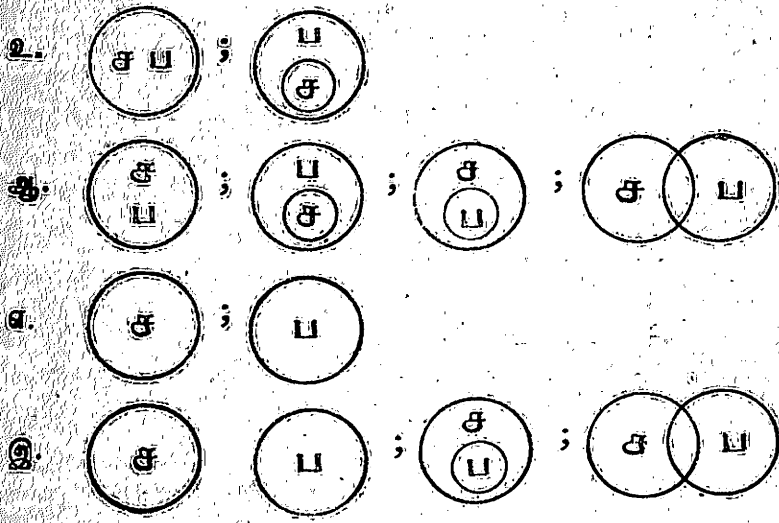 உ. ச ப ; ப ச
ஆ. ச ப ; ப ச ; ச ப ; ச ப
எ. ச ; ப
இ. ச ப ; ச ப ; ச ப